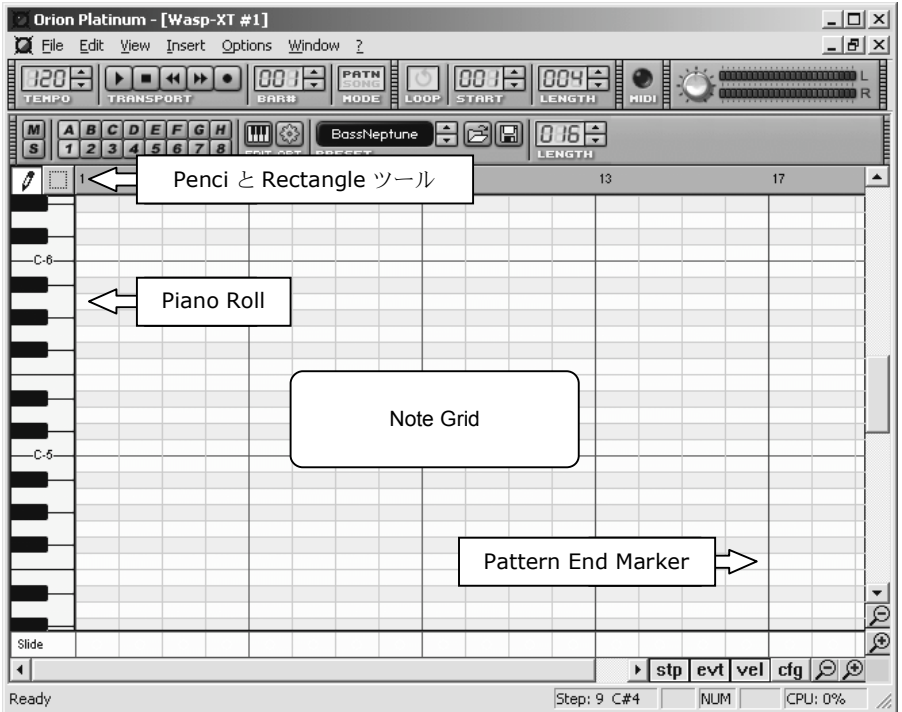 Orion Platinum - [Wasp-XT #1]
File Edit View Insert Options Window ?
120 001 PATN SONG 001 004 L
TEMPO TRANSPORT BAR# MODE LOOP START LENGTH MIDI R
M A B C D E F G H BassNeptune 016
S 1 2 3 4 5 6 7 8 EDIT OPT PRESET LENGTH
1 13 17
Penci と Rectangle ツール
C-6
Piano Roll
Note Grid
C-5
Pattern End Marker
Slide
stp evt vel cfg
Ready Step: 9 C#4 NUM CPU: 0%